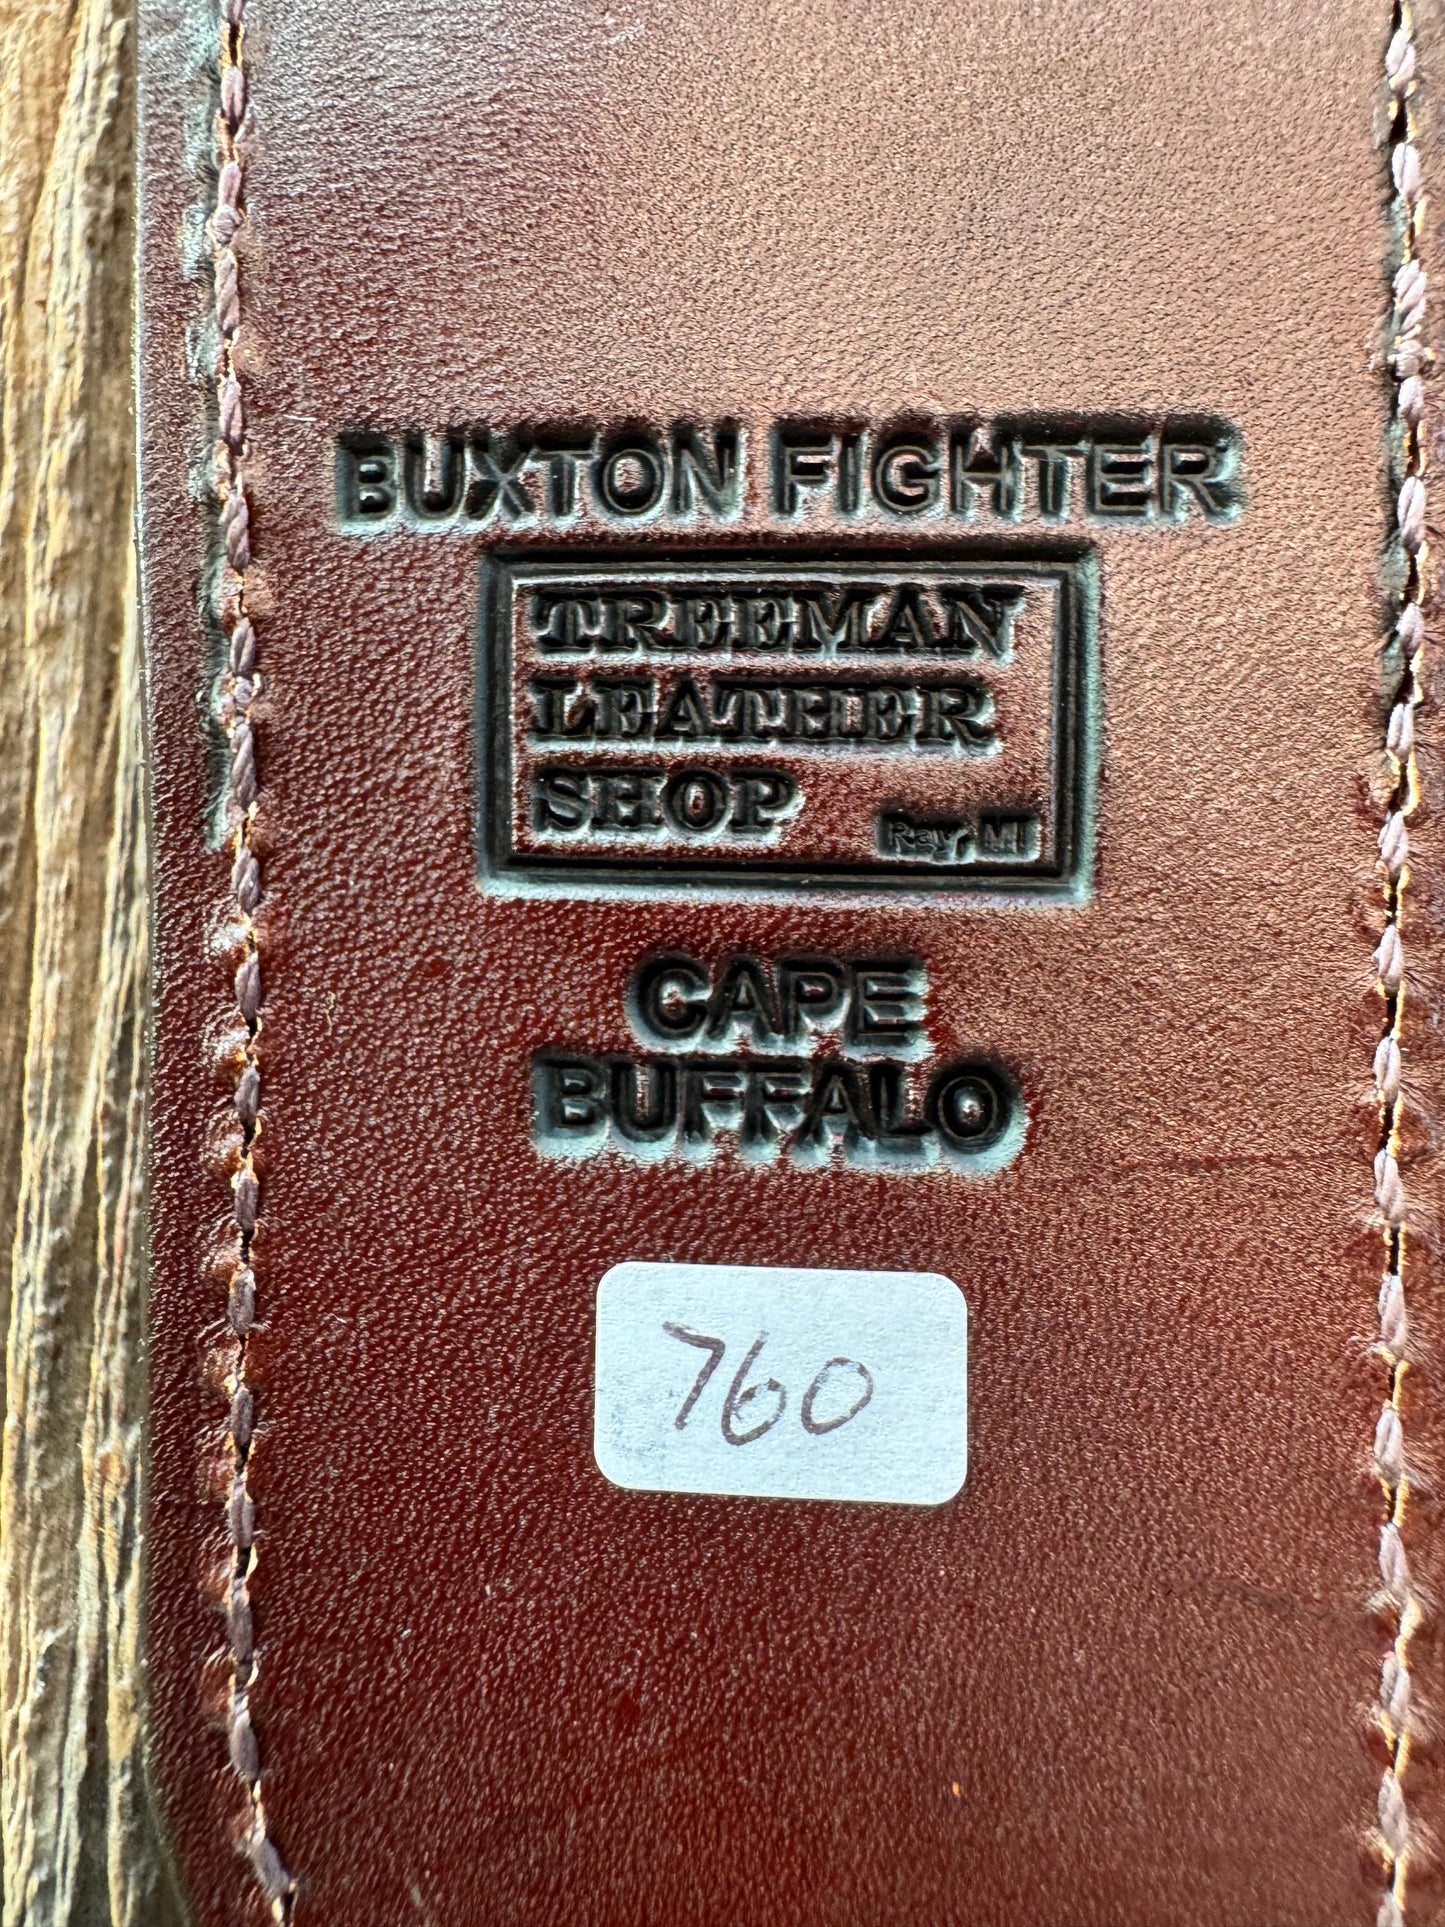 BUXTON FIGHTER
TREEMAN
LEATHER
SHOP
Ray, MI
CAPE
BUFFALO
760